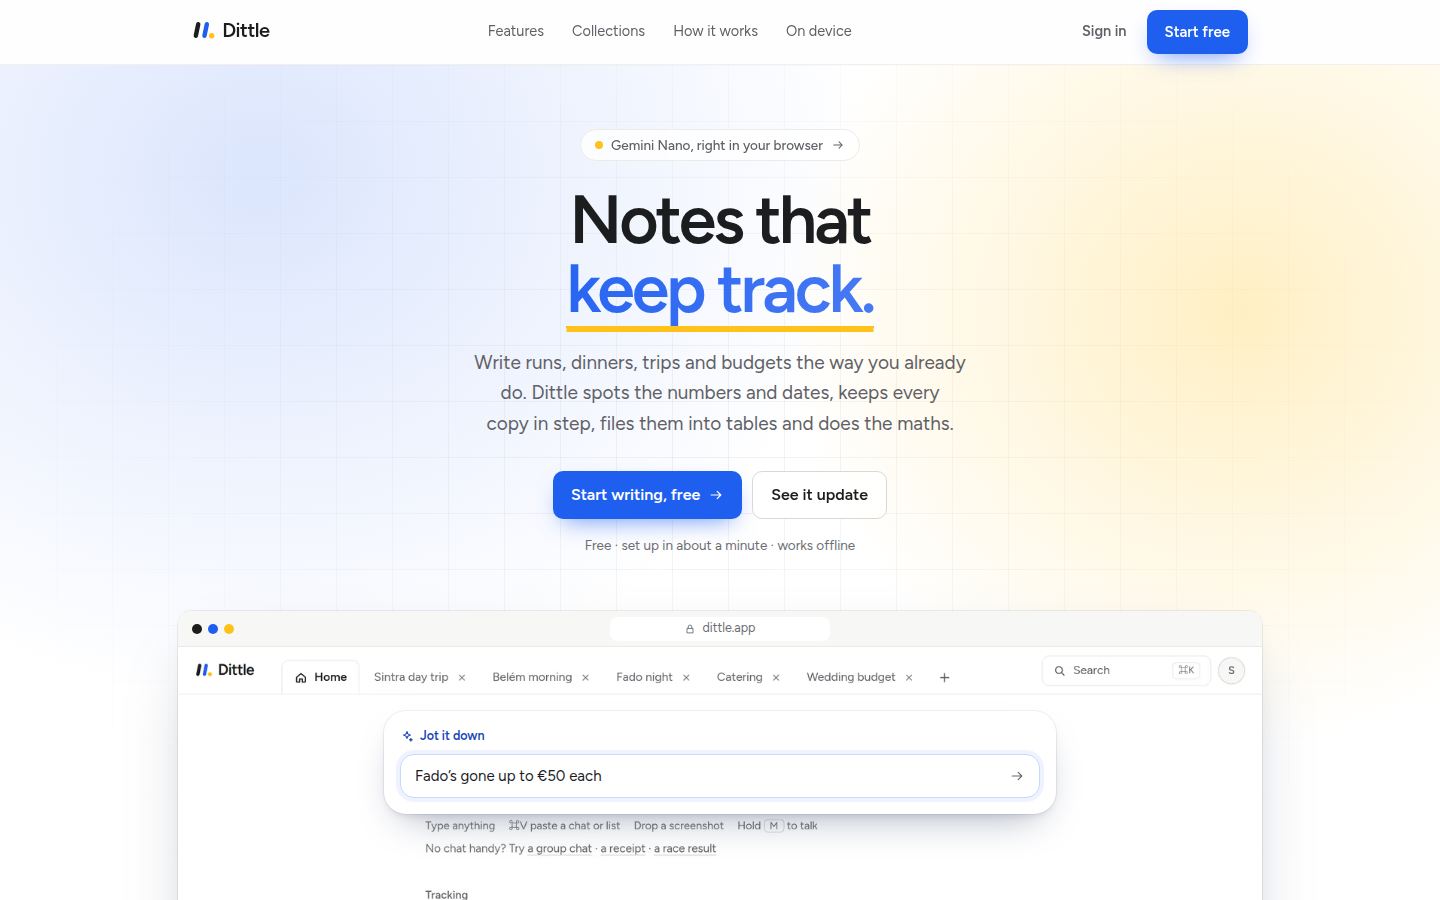 Dittle
Features
Collections
How it works
On device
Sign in
Start free
Gemini Nano, right in your browser →
Notes that
keep track.
Write runs, dinners, trips and budgets the way you already
do. Dittle spots the numbers and dates, keeps every
copy in step, files them into tables and does the maths.
Start writing, free →
See it update
Free · set up in about a minute · works offline
dittle.app
Dittle
Home
Sintra day trip ×
Belém morning ×
Fado night ×
Catering ×
Wedding budget ×
+
Search ⌘K
S
Jot it down
Fado’s gone up to €50 each →
Type anything ⌘V paste a chat or list Drop a screenshot Hold M to talk
No chat handy? Try a group chat · a receipt · a race result
Tracking